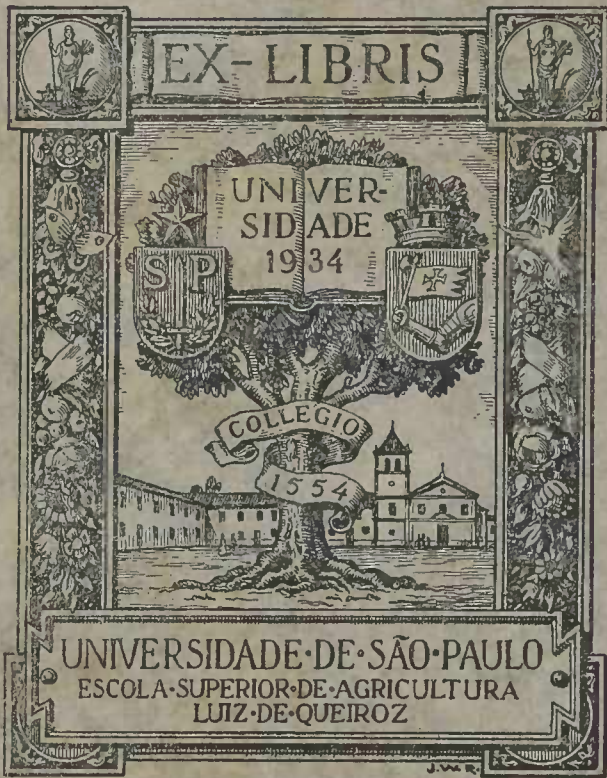 EX-LIBRIS
UNIVER-
SIDADE
1934
S P
COLLEGIO
1554
UNIVERSIDADE·DE·SÃO·PAULO
ESCOLA·SUPERIOR·DE·AGRICULTURA
LUIZ·DE·QUEIROZ
J.W.R.